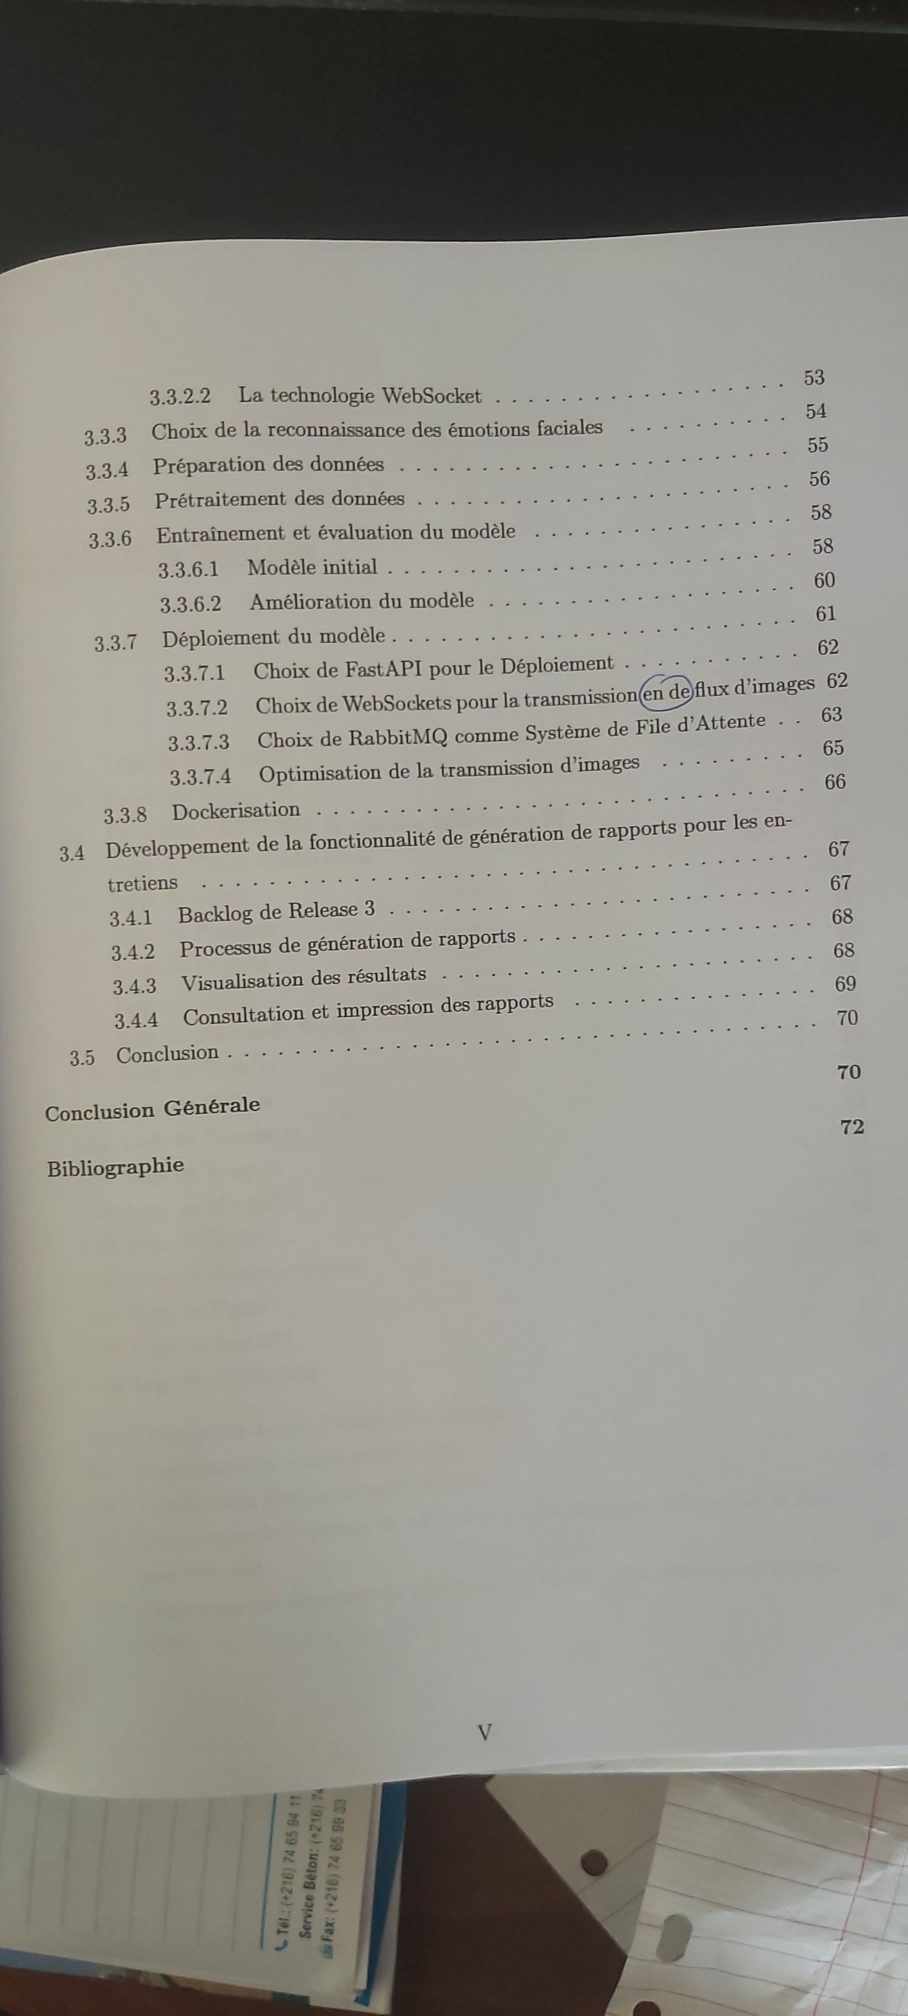 3.3.2.2 La technologie WebSocket . . . . . . . . . . . . . . . . . . 53
3.3.3 Choix de la reconnaissance des émotions faciales . . . . . . . . . . 54
3.3.4 Préparation des données . . . . . . . . . . . . . . . . . . . . . . . . 55
3.3.5 Prétraitement des données . . . . . . . . . . . . . . . . . . . . . . . 56
3.3.6 Entraînement et évaluation du modèle . . . . . . . . . . . . . . . . 58
3.3.6.1 Modèle initial . . . . . . . . . . . . . . . . . . . . . . . . . 58
3.3.6.2 Amélioration du modèle . . . . . . . . . . . . . . . . . . . 60
3.3.7 Déploiement du modèle . . . . . . . . . . . . . . . . . . . . . . . . . 61
3.3.7.1 Choix de FastAPI pour le Déploiement . . . . . . . . . . . 62
3.3.7.2 Choix de WebSockets pour la transmission en de flux d'images 62
3.3.7.3 Choix de RabbitMQ comme Système de File d'Attente . . 63
3.3.7.4 Optimisation de la transmission d'images . . . . . . . . . 65
3.3.8 Dockerisation . . . . . . . . . . . . . . . . . . . . . . . . . . . . . 66
3.4 Développement de la fonctionnalité de génération de rapports pour les en-
tretiens . . . . . . . . . . . . . . . . . . . . . . . . . . . . . . . . . . . . 67
3.4.1 Backlog de Release 3 . . . . . . . . . . . . . . . . . . . . . . . . . . 67
3.4.2 Processus de génération de rapports . . . . . . . . . . . . . . . . . . 68
3.4.3 Visualisation des résultats . . . . . . . . . . . . . . . . . . . . . . . 68
3.4.4 Consultation et impression des rapports . . . . . . . . . . . . . . . 69
3.5 Conclusion . . . . . . . . . . . . . . . . . . . . . . . . . . . . . . . . . . . . 70
Conclusion Générale 70
Bibliographie 72
V
Tél.: (+216) 74 65 94 11
Service Béton: (+216) 74
Fax: (+216) 74 65 99 33